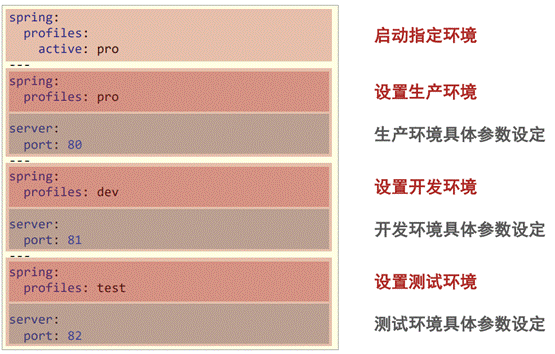 spring:
  profiles:
    active: pro
启动指定环境
---
spring:
  profiles: pro
设置生产环境
server:
  port: 80
生产环境具体参数设定
---
spring:
  profiles: dev
设置开发环境
server:
  port: 81
开发环境具体参数设定
---
spring:
  profiles: test
设置测试环境
server:
  port: 82
测试环境具体参数设定